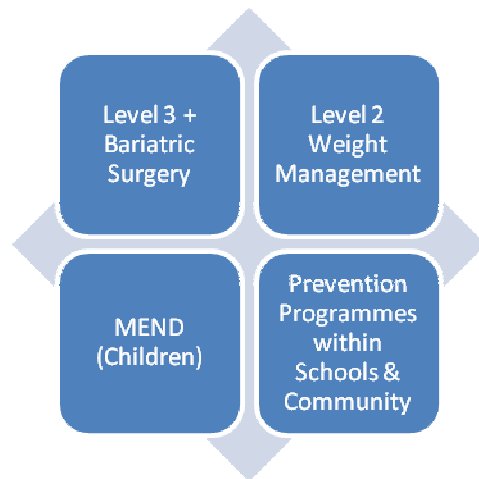 Level 3 +
Bariatric
Surgery
Level 2
Weight
Management
MEND
(Children)
Prevention
Programmes
within
Schools &
Community